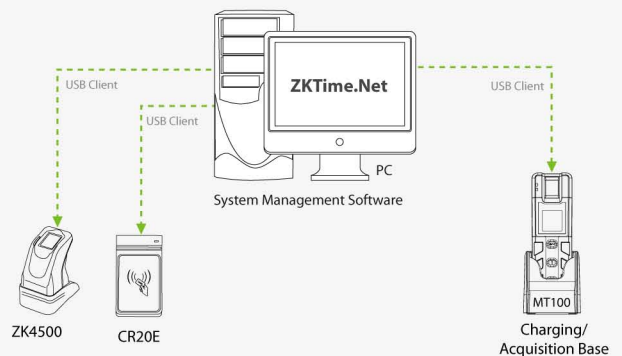 ZKTime.Net
USB Client
USB Client
USB Client
PC
System Management Software
MT100
ZK4500
CR20E
Charging/
Acquisition Base